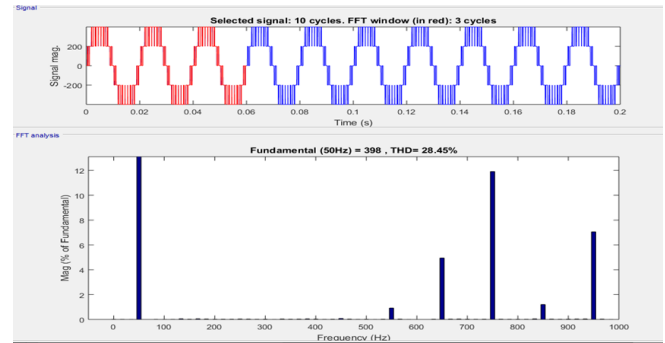 Signal
Selected signal: 10 cycles. FFT window (in red): 3 cycles
Signal mag.
200
0
-200
0 0.02 0.04 0.06 0.08 0.1 0.12 0.14 0.16 0.18 0.2
Time (s)
FFT analysis
Fundamental (50Hz) = 398 , THD= 28.45%
Mag (% of Fundamental)
12
10
8
6
4
2
0
0 100 200 300 400 500 600 700 800 900 1000
Frequency (Hz)